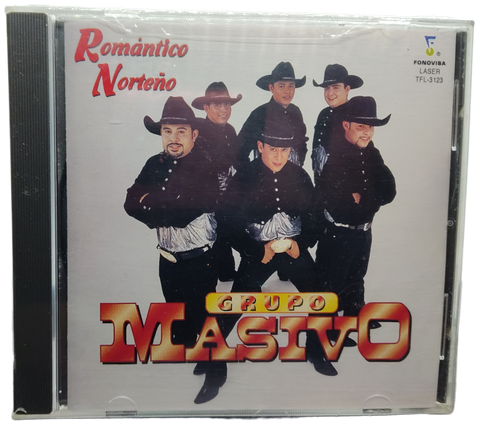 Romántico
Norteño
FONOVISA
LASER
TFL-3123
GRUPO
MASIVO